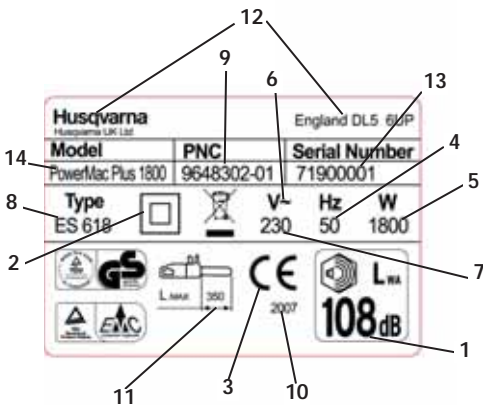 12
9
6
13
Husqvarna
Husqvarna UK Ltd
England DL5 6UP
4
Model PNC Serial Number
14
PowerMac Plus 1800 9648302-01 71900001
5
8
Type V~ Hz W
ES 618 230 50 1800
2
7
GS
L MAX 350
CE
LWA
EMC
2007
108 dB
1
11
3
10